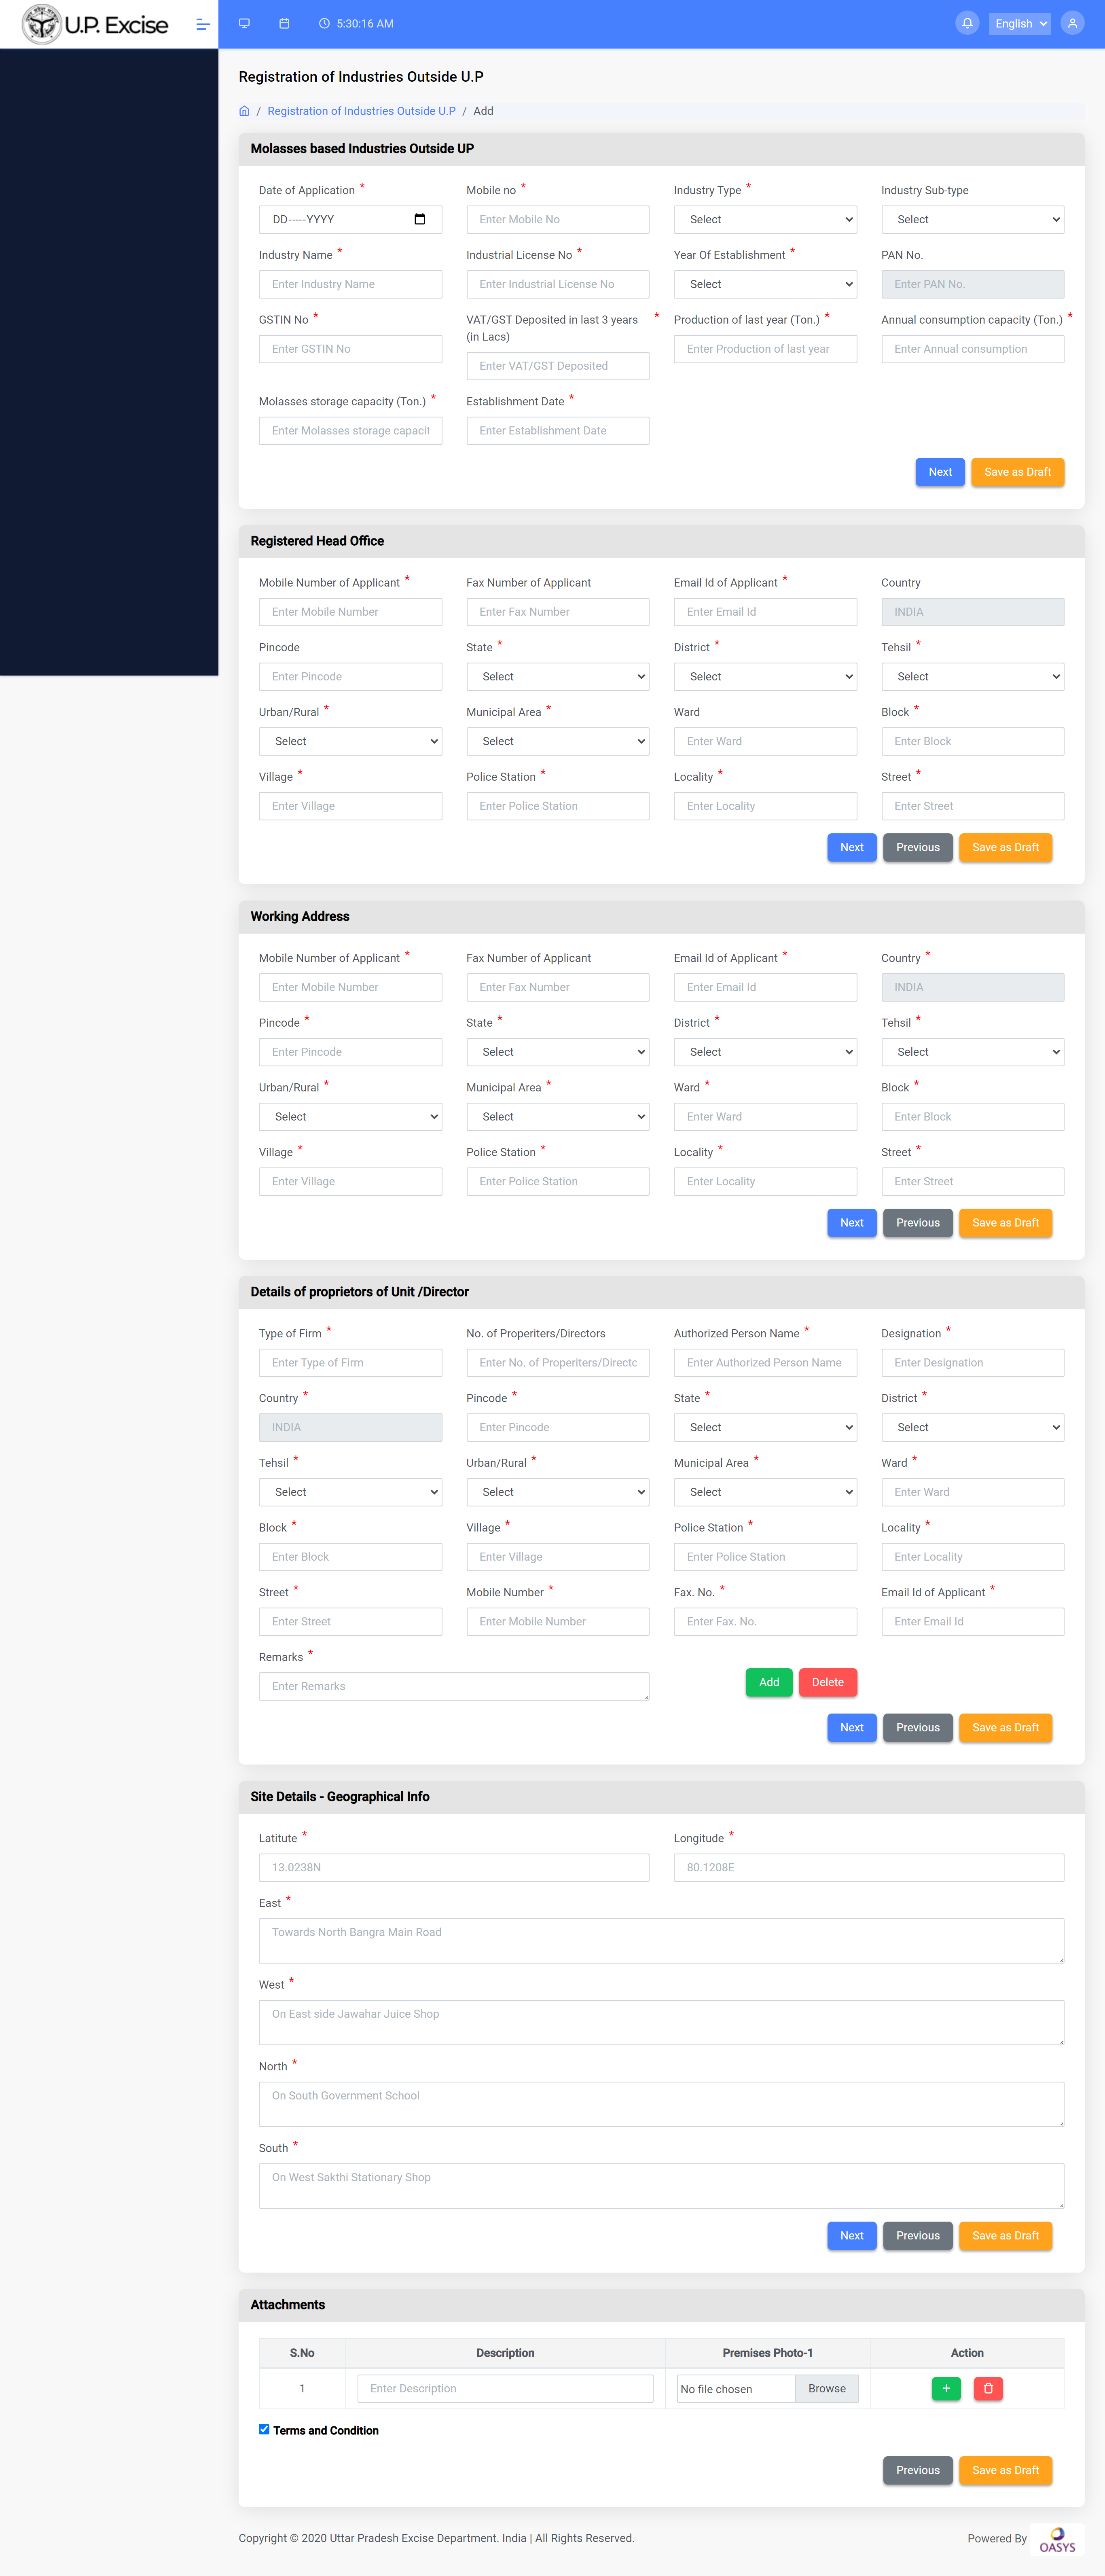 U.P. Excise
5:30:16 AM
English
Registration of Industries Outside U.P
/ Registration of Industries Outside U.P / Add
Molasses based Industries Outside UP
Date of Application * Mobile no * Industry Type * Industry Sub-type
DD-----YYYY Enter Mobile No Select Select
Industry Name * Industrial License No * Year Of Establishment * PAN No.
Enter Industry Name Enter Industrial License No Select Enter PAN No.
GSTIN No * VAT/GST Deposited in last 3 years * Production of last year (Ton.) * Annual consumption capacity (Ton.) *
(in Lacs)
Enter GSTIN No Enter VAT/GST Deposited Enter Production of last year Enter Annual consumption
Molasses storage capacity (Ton.) * Establishment Date *
Enter Molasses storage capacit Enter Establishment Date
Next Save as Draft
Registered Head Office
Mobile Number of Applicant * Fax Number of Applicant Email Id of Applicant * Country
Enter Mobile Number Enter Fax Number Enter Email Id INDIA
Pincode State * District * Tehsil *
Enter Pincode Select Select Select
Urban/Rural * Municipal Area * Ward Block *
Select Select Enter Ward Enter Block
Village * Police Station * Locality * Street *
Enter Village Enter Police Station Enter Locality Enter Street
Next Previous Save as Draft
Working Address
Mobile Number of Applicant * Fax Number of Applicant Email Id of Applicant * Country *
Enter Mobile Number Enter Fax Number Enter Email Id INDIA
Pincode * State * District * Tehsil *
Enter Pincode Select Select Select
Urban/Rural * Municipal Area * Ward * Block *
Select Select Enter Ward Enter Block
Village * Police Station * Locality * Street *
Enter Village Enter Police Station Enter Locality Enter Street
Next Previous Save as Draft
Details of proprietors of Unit /Director
Type of Firm * No. of Properiters/Directors Authorized Person Name * Designation *
Enter Type of Firm Enter No. of Properiters/Directc Enter Authorized Person Name Enter Designation
Country * Pincode * State * District *
INDIA Enter Pincode Select Select
Tehsil * Urban/Rural * Municipal Area * Ward *
Select Select Select Enter Ward
Block * Village * Police Station * Locality *
Enter Block Enter Village Enter Police Station Enter Locality
Street * Mobile Number * Fax. No. * Email Id of Applicant *
Enter Street Enter Mobile Number Enter Fax. No. Enter Email Id
Remarks *
Enter Remarks Add Delete
Next Previous Save as Draft
Site Details - Geographical Info
Latitute * Longitude *
13.0238N 80.1208E
East *
Towards North Bangra Main Road
West *
On East side Jawahar Juice Shop
North *
On South Government School
South *
On West Sakthi Stationary Shop
Next Previous Save as Draft
Attachments
S.No Description Premises Photo-1 Action
1 Enter Description No file chosen Browse +
Terms and Condition
Previous Save as Draft
Copyright © 2020 Uttar Pradesh Excise Department. India | All Rights Reserved. Powered By OASYS